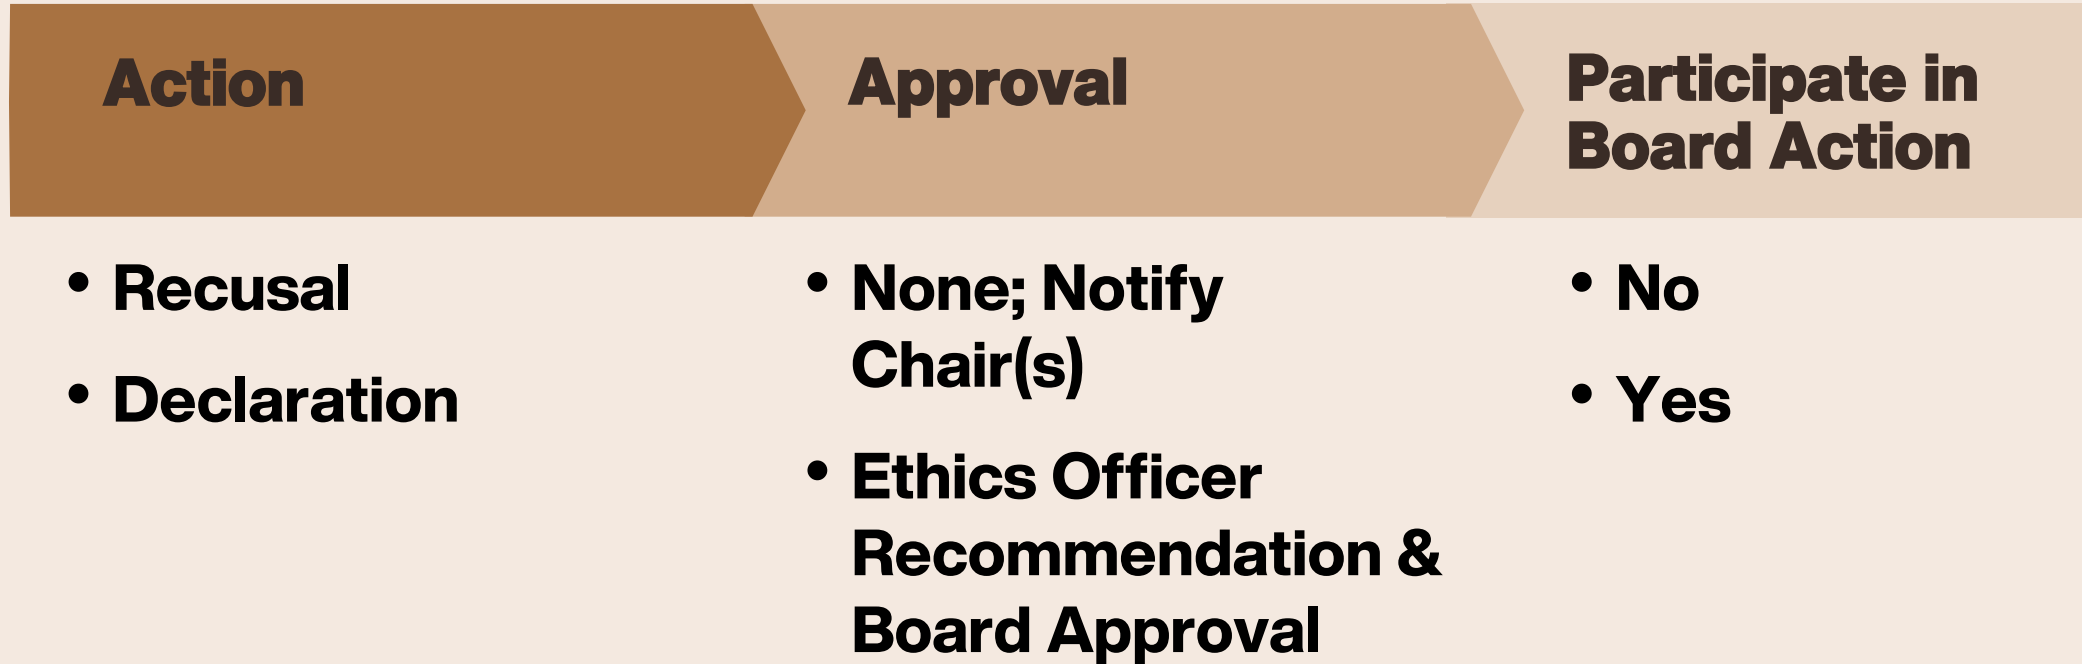 Action
Approval
Participate in
Board Action
• Recusal
• Declaration
• None; Notify
Chair(s)
• Ethics Officer
Recommendation &
Board Approval
• No
• Yes